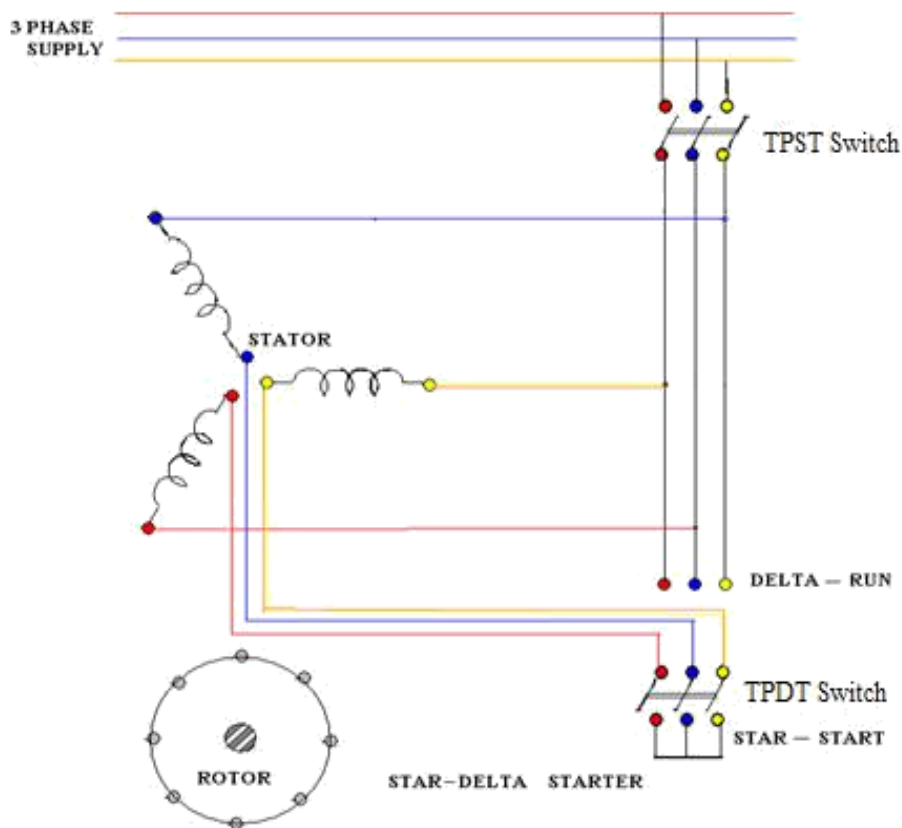 3 PHASE
SUPPLY
TPST Switch
STATOR
DELTA – RUN
TPDT Switch
STAR – START
ROTOR
STAR–DELTA STARTER